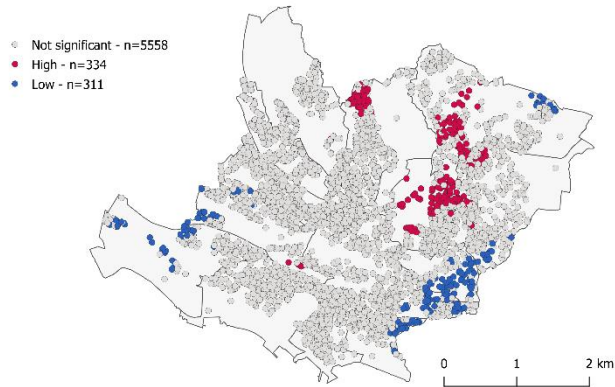 Not significant - n=5558
High - n=334
Low - n=311
0 1 2 km